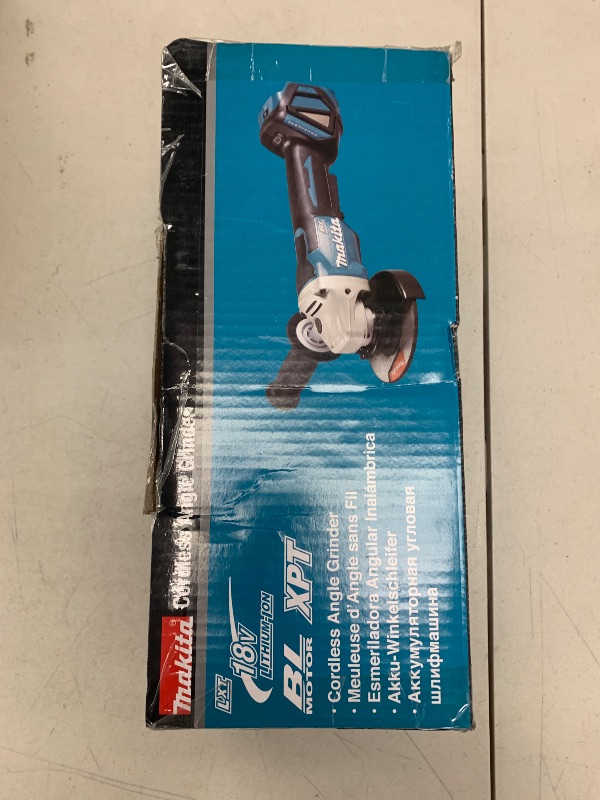 makita
Cordless Angle Grinder
LXT
18V
LITHIUM-ION
BL XPT
MOTOR
· Cordless Angle Grinder
· Meuleuse d'Angle sans Fil
· Esmeriladora Angular Inalámbrica
· Akku-Winkelschleifer
· Аккумуляторная угловая
шлифмашина
makita